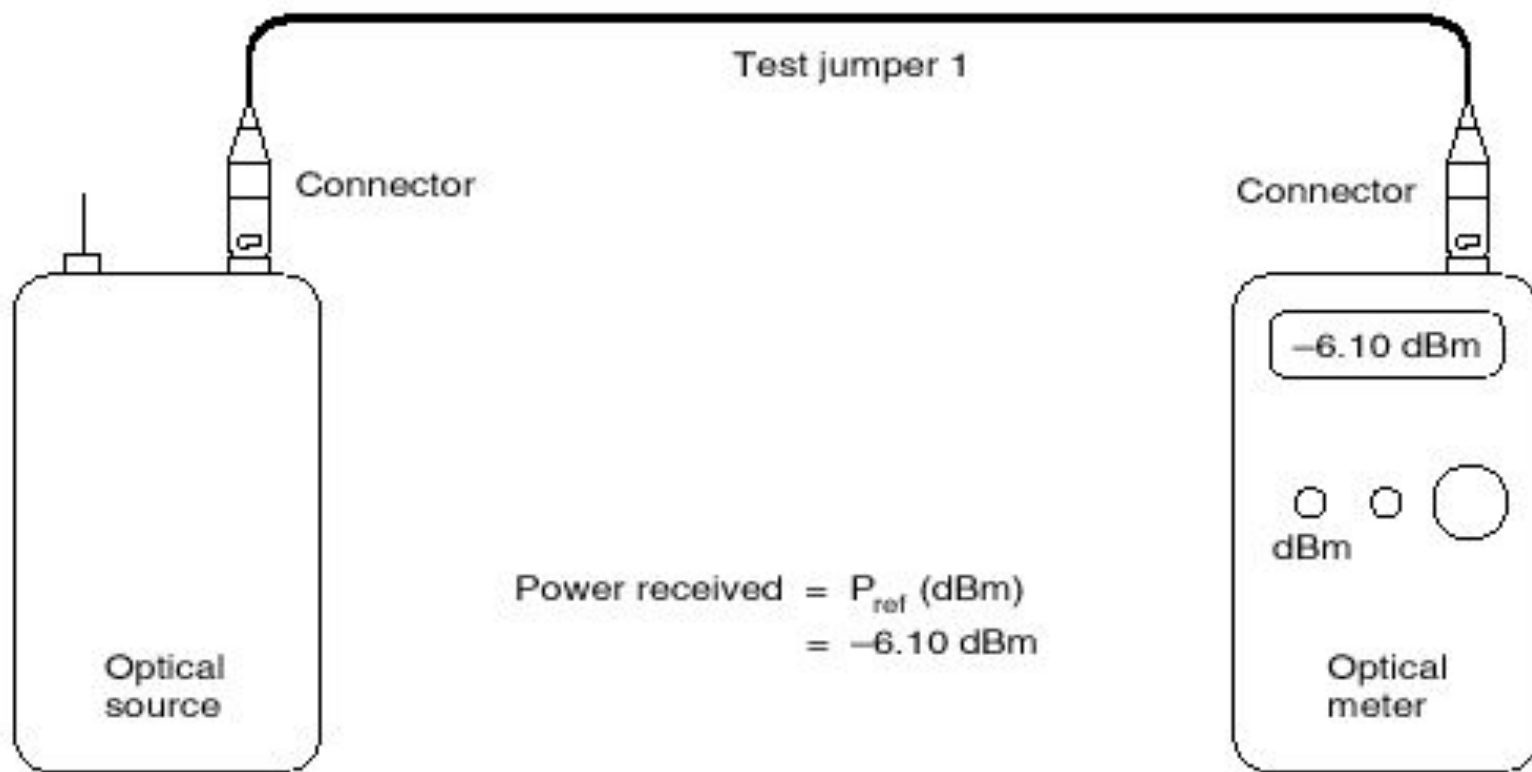 Test jumper 1
Connector
Connector
–6.10 dBm
dBm
Power received = Pref (dBm)
= –6.10 dBm
Optical
source
Optical
meter